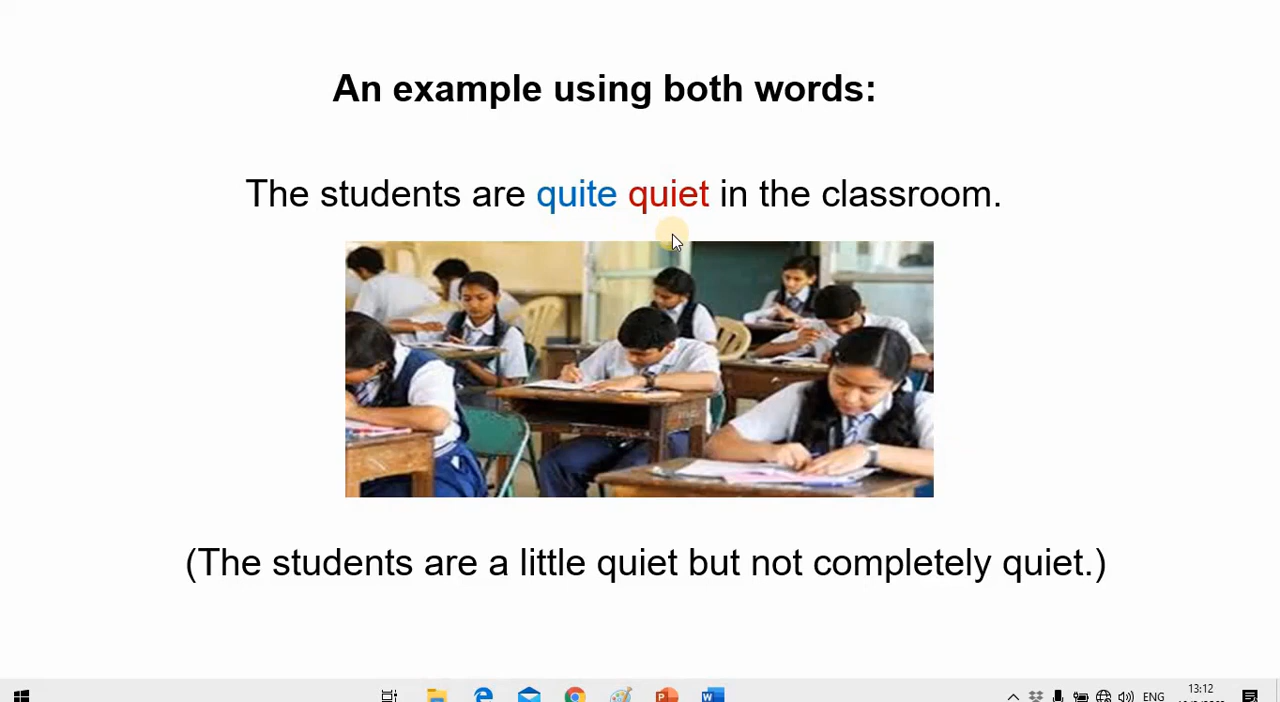 An example using both words:
The students are quite quiet in the classroom.
(The students are a little quiet but not completely quiet.)
ENG
13:12